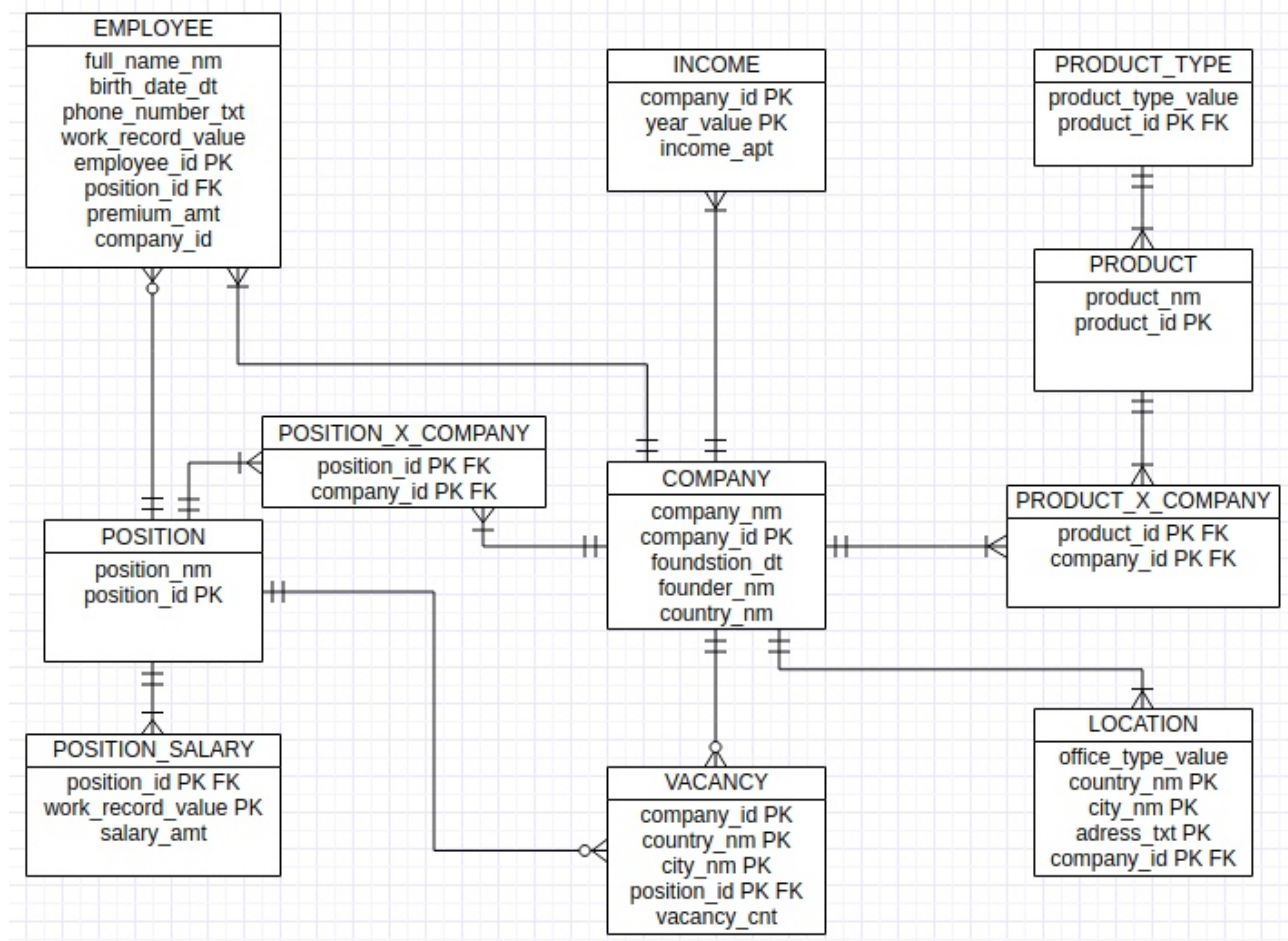 EMPLOYEE
full_name_nm
birth_date_dt
phone_number_txt
work_record_value
employee_id PK
position_id FK
premium_amt
company_id
INCOME
company_id PK
year_value PK
income_apt
PRODUCT_TYPE
product_type_value
product_id PK FK
PRODUCT
product_nm
product_id PK
POSITION_X_COMPANY
position_id PK FK
company_id PK FK
COMPANY
company_nm
company_id PK
foundstion_dt
founder_nm
country_nm
PRODUCT_X_COMPANY
product_id PK FK
company_id PK FK
POSITION
position_nm
position_id PK
POSITION_SALARY
position_id PK FK
work_record_value PK
salary_amt
VACANCY
company_id PK
country_nm PK
city_nm PK
position_id PK FK
vacancy_cnt
LOCATION
office_type_value
country_nm PK
city_nm PK
adress_txt PK
company_id PK FK